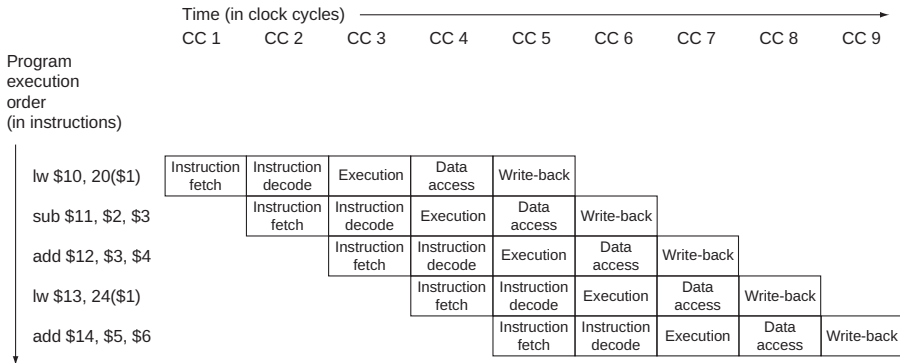 Time (in clock cycles)
CC 1 CC 2 CC 3 CC 4 CC 5 CC 6 CC 7 CC 8 CC 9
Program
execution
order
(in instructions)
lw $10, 20($1)
Instruction
fetch
Instruction
decode
Execution
Data
access
Write-back
sub $11, $2, $3
Instruction
fetch
Instruction
decode
Execution
Data
access
Write-back
add $12, $3, $4
Instruction
fetch
Instruction
decode
Execution
Data
access
Write-back
lw $13, 24($1)
Instruction
fetch
Instruction
decode
Execution
Data
access
Write-back
add $14, $5, $6
Instruction
fetch
Instruction
decode
Execution
Data
access
Write-back